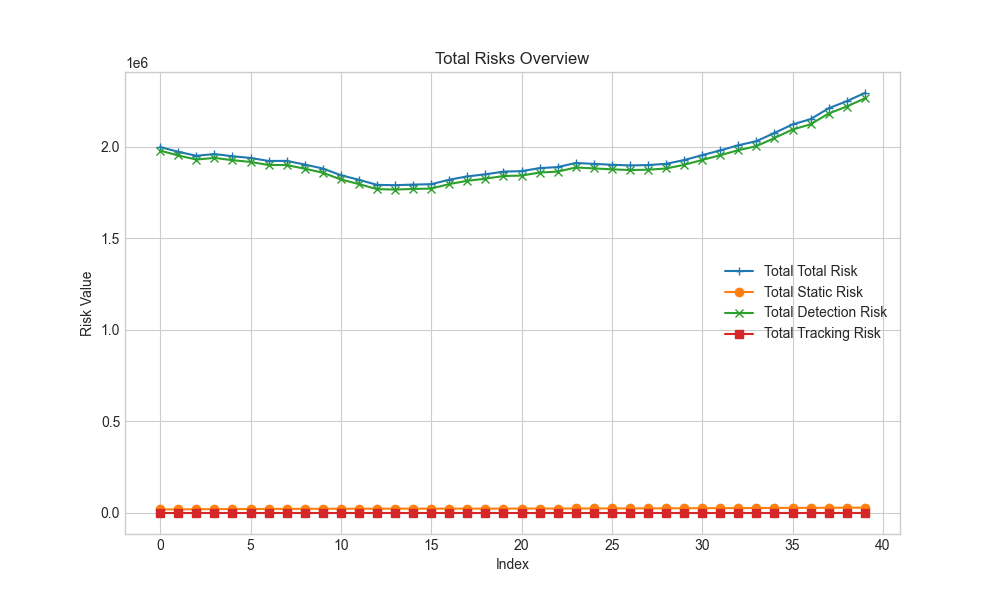 Total Risks Overview
1e6
2.0
1.5
1.0
0.5
0.0
Risk Value
Total Total Risk
Total Static Risk
Total Detection Risk
Total Tracking Risk
0 5 10 15 20 25 30 35 40
Index